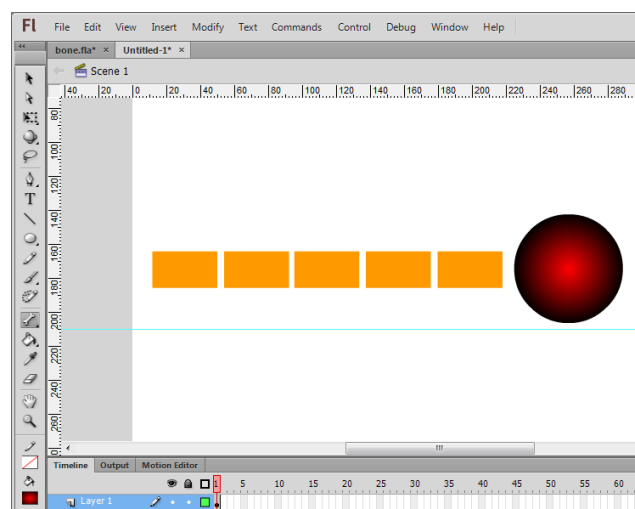 Fl File Edit View Insert Modify Text Commands Control Debug Window Help
bone.fla* × Untitled-1* ×
Scene 1
40 20 0 20 40 60 80 100 120 140 160 180 200 220 240 260 280
80
100
120
140
160
180
200
220
240
260
T
Timeline Output Motion Editor
1 5 10 15 20 25 30 35 40 45 50 55 60
Layer 1